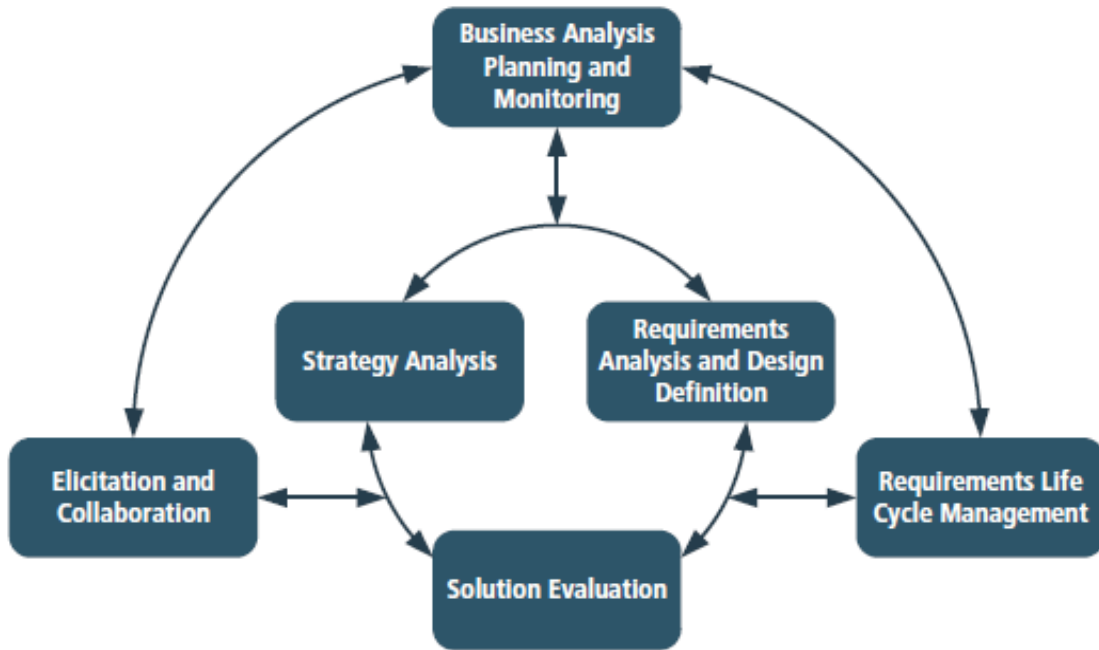 Business Analysis
Planning and
Monitoring
Strategy Analysis
Requirements
Analysis and Design
Definition
Elicitation and
Collaboration
Requirements Life
Cycle Management
Solution Evaluation